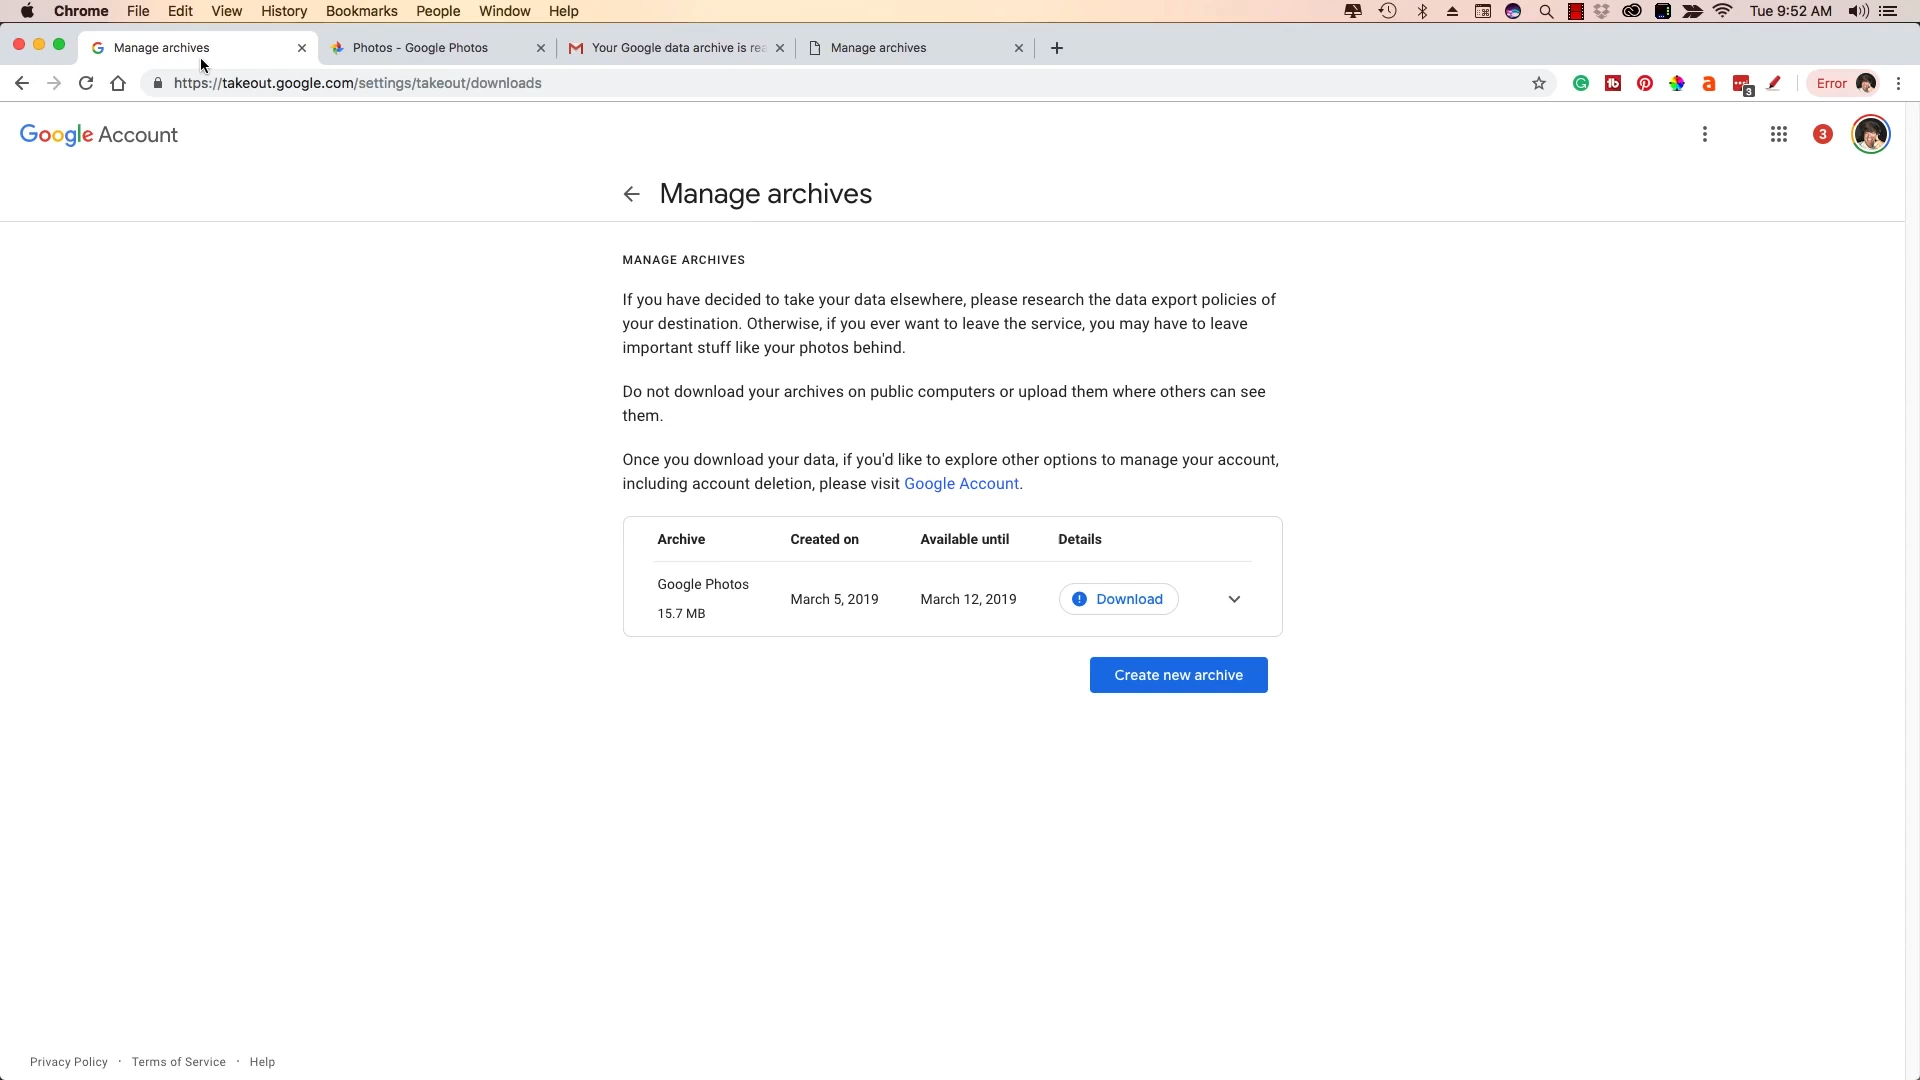 Chrome File Edit View History Bookmarks People Window Help Tue 9:52 AM
Manage archives Photos - Google Photos Your Google data archive is rea Manage archives
https://takeout.google.com/settings/takeout/downloads 3 Error
Google Account 3
Manage archives
MANAGE ARCHIVES
If you have decided to take your data elsewhere, please research the data export policies of
your destination. Otherwise, if you ever want to leave the service, you may have to leave
important stuff like your photos behind.
Do not download your archives on public computers or upload them where others can see
them.
Once you download your data, if you'd like to explore other options to manage your account,
including account deletion, please visit Google Account.
Archive Created on Available until Details
Google Photos
March 5, 2019 March 12, 2019 Download
15.7 MB
Create new archive
Privacy Policy · Terms of Service · Help